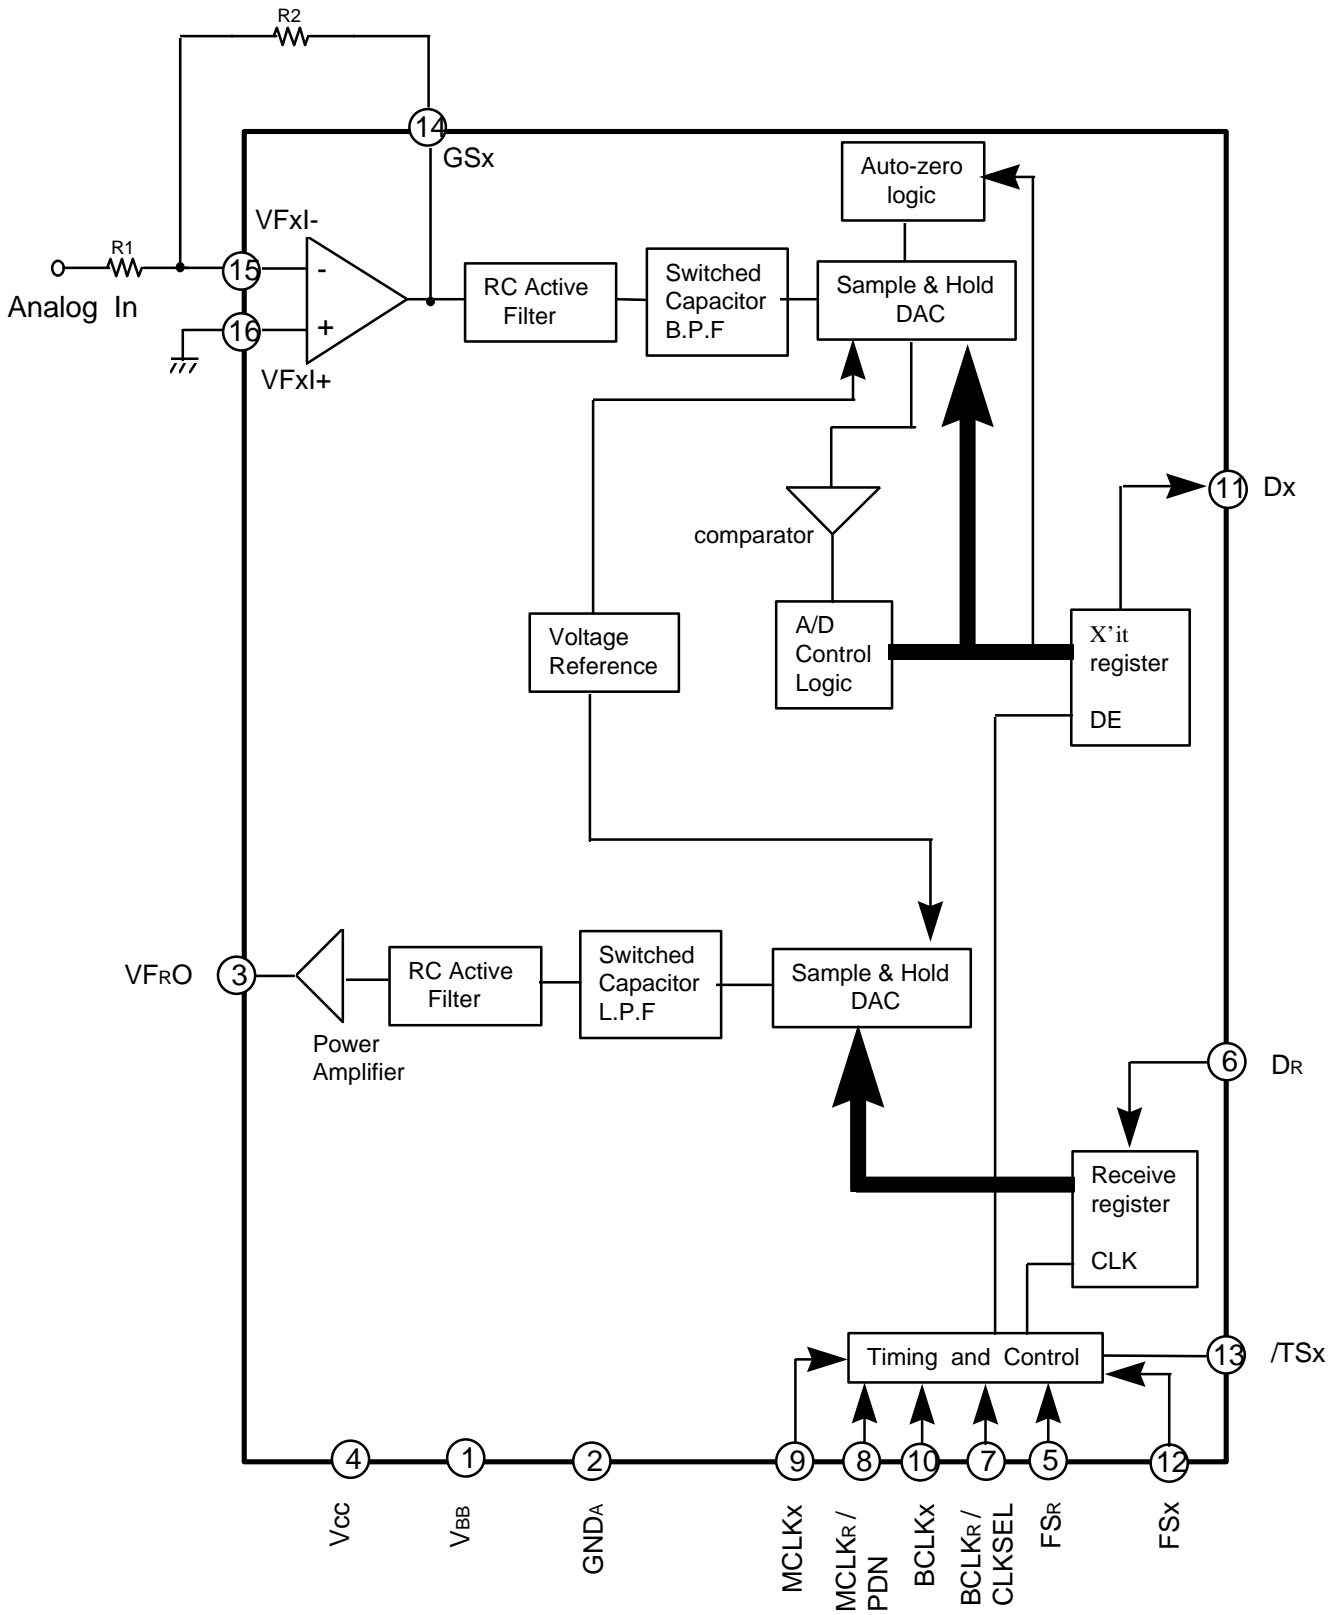 R2
14
GSx
Auto-zero
logic
VFxI-
R1
15
-
Analog In
16
+
VFxI+
RC Active
Filter
Switched
Capacitor
B.P.F
Sample & Hold
DAC
11
Dx
comparator
Voltage
Reference
A/D
Control
Logic
X’it
register
DE
VFRO
3
Power
Amplifier
RC Active
Filter
Switched
Capacitor
L.P.F
Sample & Hold
DAC
6
DR
Receive
register
CLK
Timing and Control
13
/TSx
4
1
2
9
8
10
7
5
12
Vcc
VBB
GNDA
MCLKx
MCLKR /
PDN
BCLKx
BCLKR /
CLKSEL
FSR
FSx